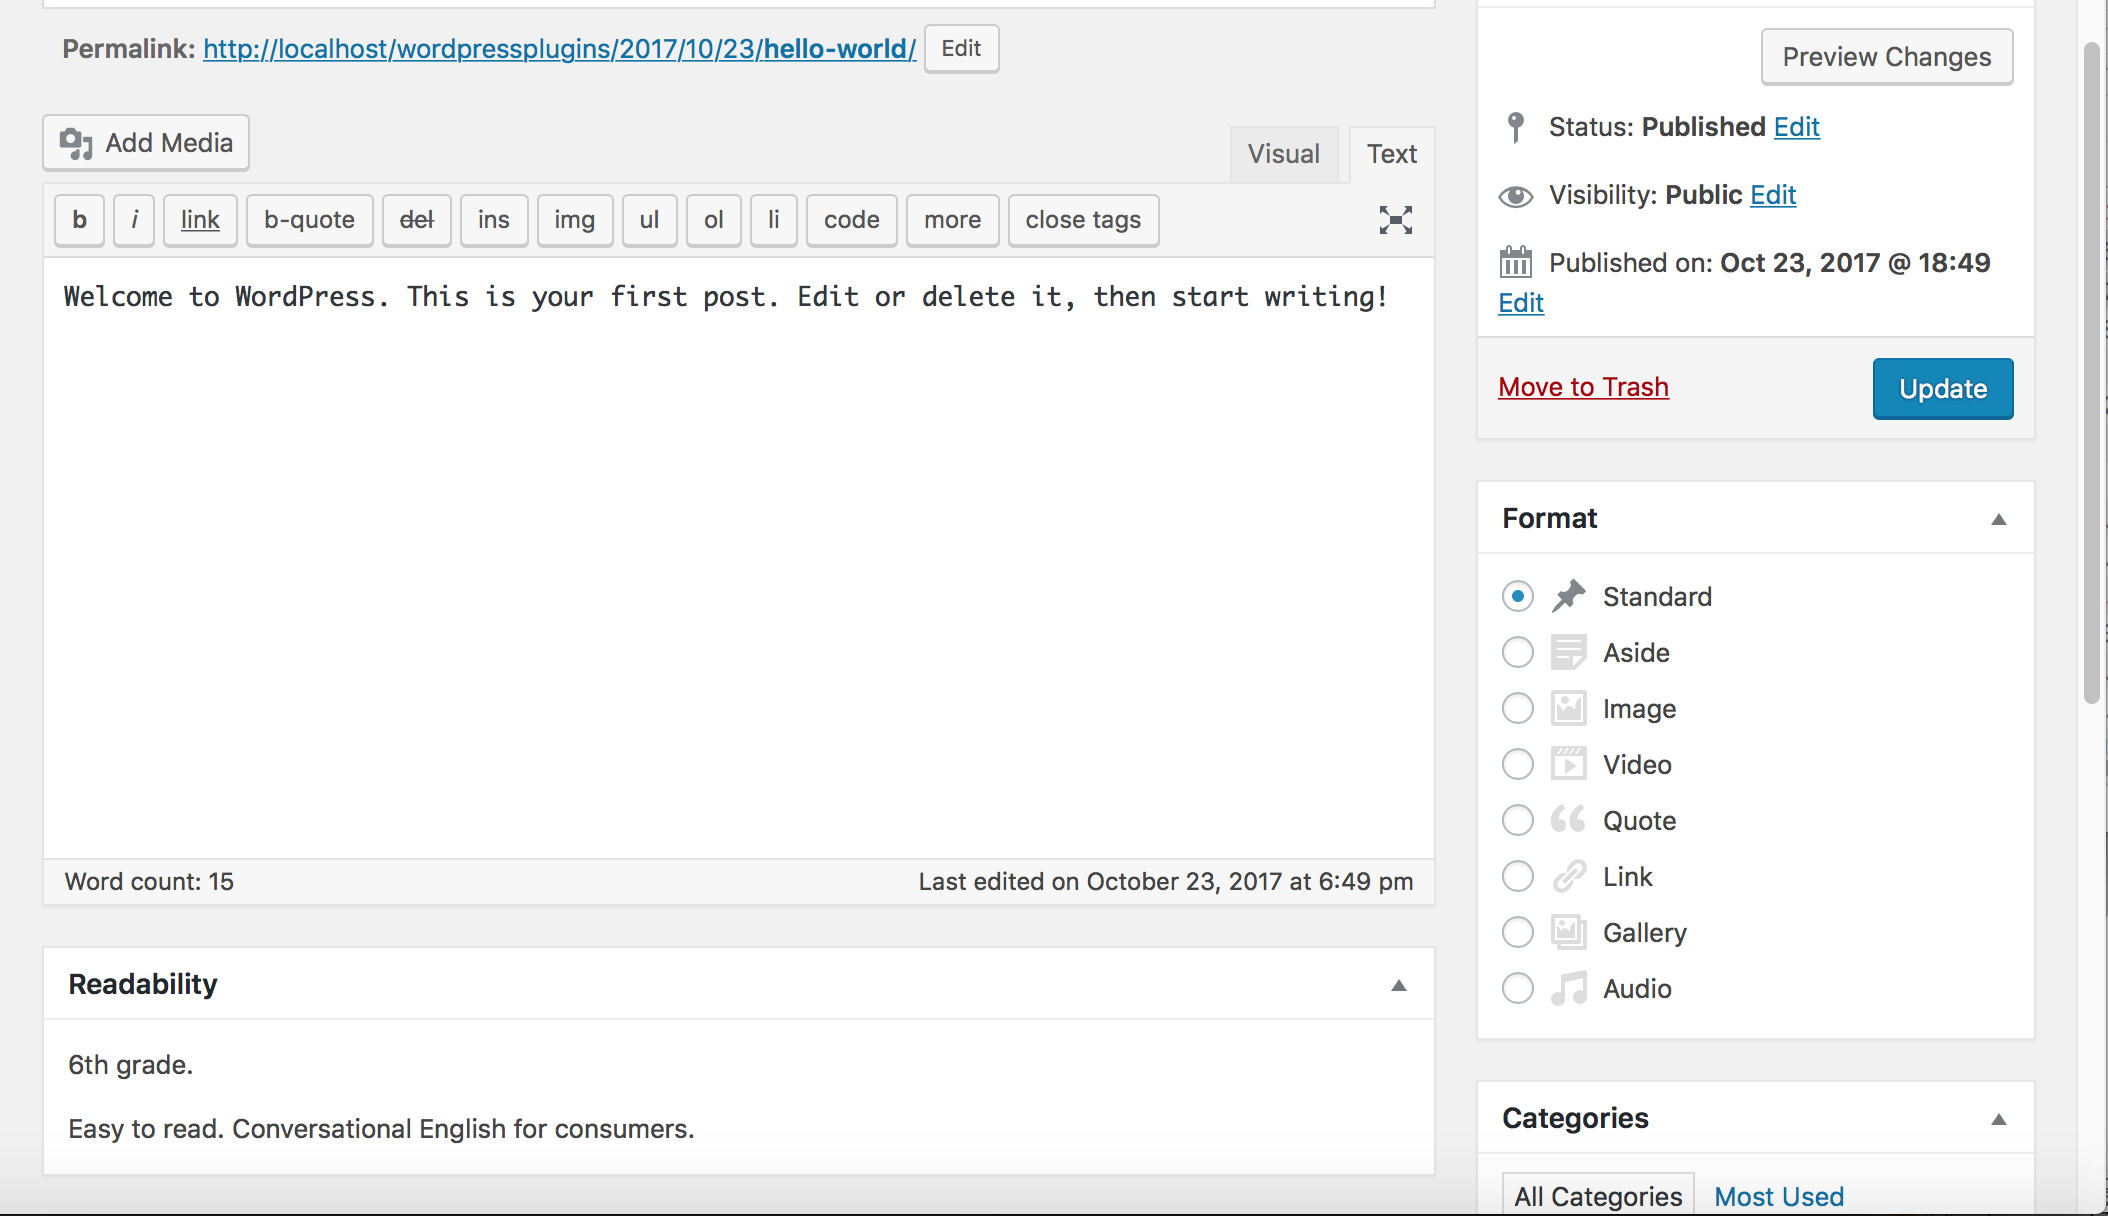 Permalink: http://localhost/wordpressplugins/2017/10/23/hello-world/ Edit
Add Media
Visual Text
b i link b-quote del ins img ul ol li code more close tags
Welcome to WordPress. This is your first post. Edit or delete it, then start writing!
Word count: 15 Last edited on October 23, 2017 at 6:49 pm
Readability
6th grade.
Easy to read. Conversational English for consumers.
Preview Changes
Status: Published Edit
Visibility: Public Edit
Published on: Oct 23, 2017 @ 18:49
Edit
Move to Trash Update
Format
Standard
Aside
Image
Video
Quote
Link
Gallery
Audio
Categories
All Categories Most Used